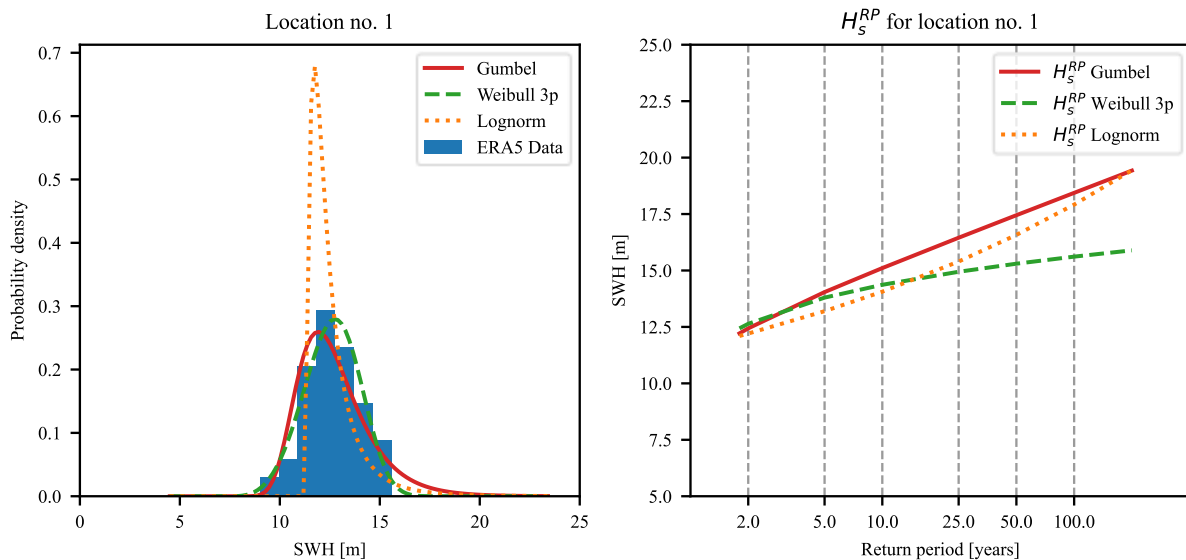 Location no. 1
0.7
0.6
0.5
0.4
0.3
0.2
0.1
0.0
Probability density
0
5
10
15
20
25
SWH [m]
Gumbel
Weibull 3p
Lognorm
ERA5 Data
H_s^{RP} for location no. 1
25.0
22.5
20.0
17.5
15.0
12.5
10.0
7.5
5.0
SWH [m]
2.0
5.0
10.0
25.0
50.0
100.0
Return period [years]
H_s^{RP} Gumbel
H_s^{RP} Weibull 3p
H_s^{RP} Lognorm